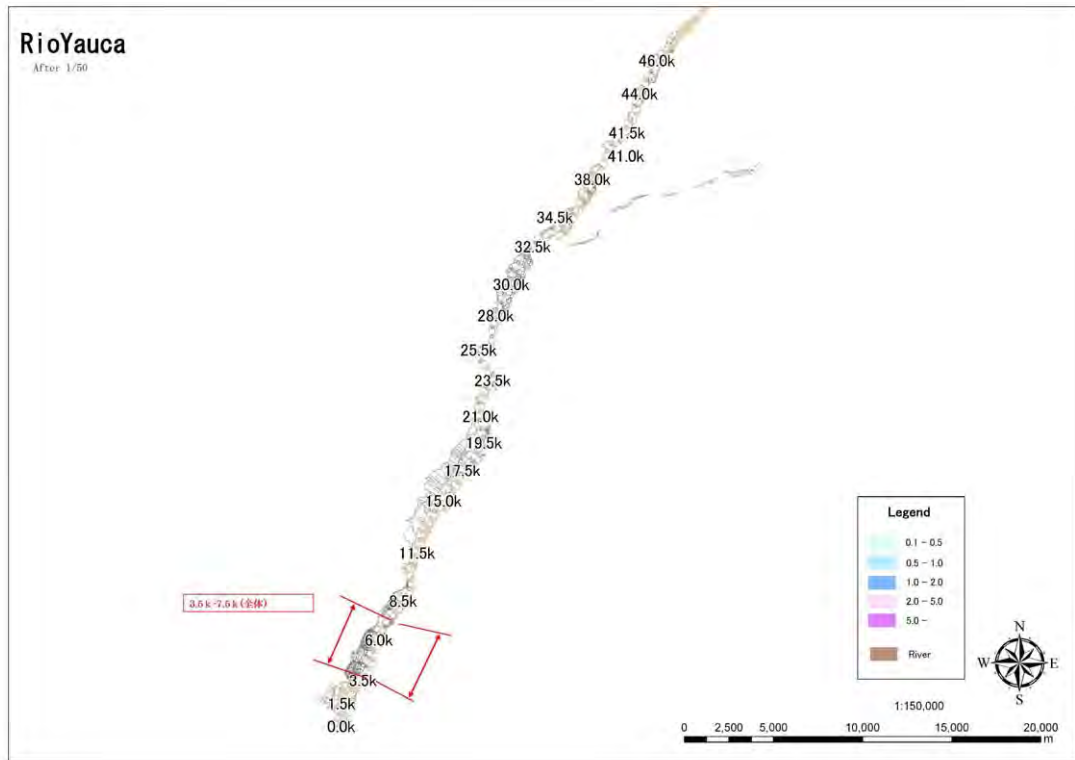 RioYauca
After 1/50
46.0k
44.0k
41.5k
41.0k
38.0k
34.5k
32.5k
30.0k
28.0k
25.5k
23.5k
21.0k
19.5k
17.5k
15.0k
11.5k
8.5k
3.5k-7.5k(全体)
6.0k
3.5k
1.5k
0.0k
Legend
0.1 - 0.5
0.5 - 1.0
1.0 - 2.0
2.0 - 5.0
5.0 -
River
N
W E
S
1:150,000
0 2,500 5,000 10,000 15,000 20,000
m